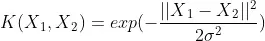 K(X_1, X_2) = exp(-\frac{||X_1 - X_2||^2}{2\sigma^2})